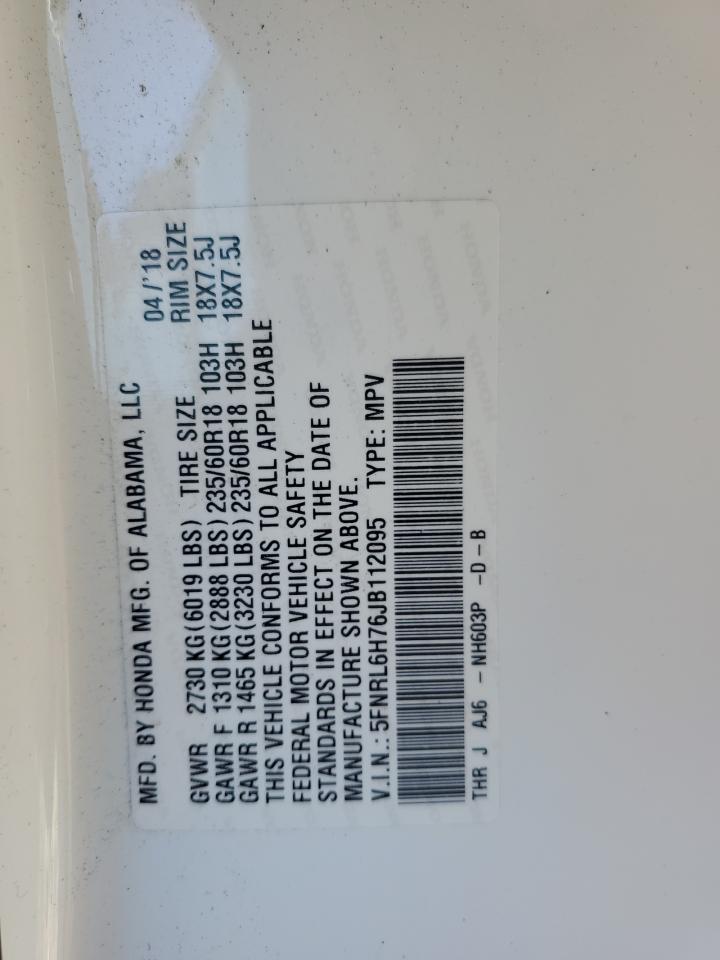 MFD. BY HONDA MFG. OF ALABAMA, LLC 04/'18
GVWR 2730 KG(6019 LBS) TIRE SIZE RIM SIZE
GAWR F 1310 KG(2888 LBS)235/60R18 103H 18X7.5J
GAWR R 1465 KG(3230 LBS)235/60R18 103H 18X7.5J
THIS VEHICLE CONFORMS TO ALL APPLICABLE
FEDERAL MOTOR VEHICLE SAFETY
STANDARDS IN EFFECT ON THE DATE OF
MANUFACTURE SHOWN ABOVE.
V.I.N.: 5FNRL6H76JB112095 TYPE: MPV
THR J AJ6 - NH603P -D - B